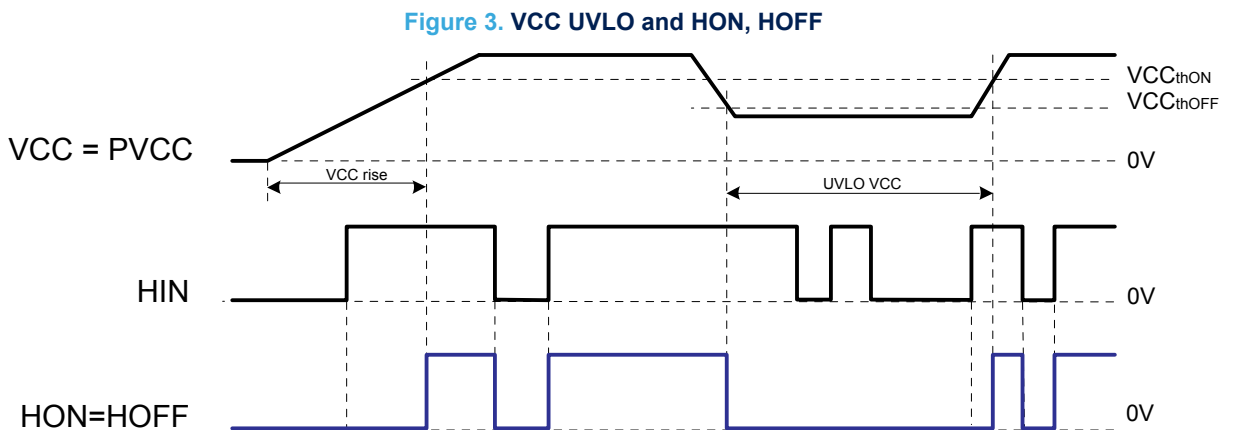 Figure 3. VCC UVLO and HON, HOFF
VCCthON
VCCthOFF
VCC = PVCC
0V
VCC rise
UVLO VCC
HIN
0V
HON=HOFF
0V